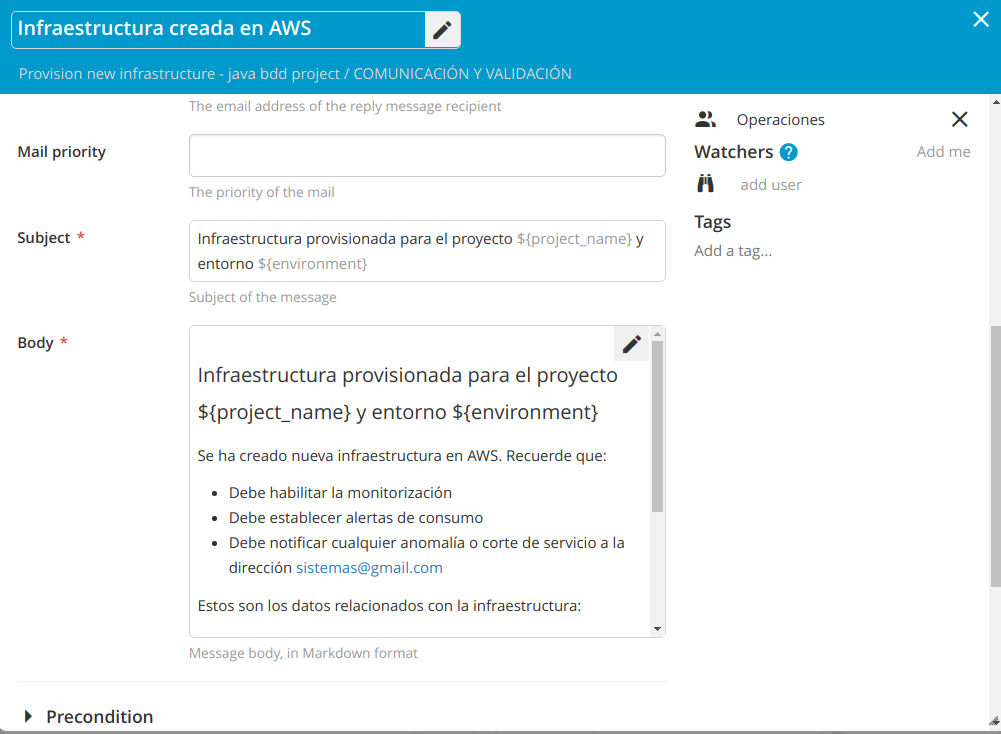 Infraestructura creada en AWS
Provision new infrastructure - java bdd project / COMUNICACIÓN Y VALIDACIÓN
The email address of the reply message recipient
Mail priority
The priority of the mail
Subject *
Infraestructura provisionada para el proyecto ${project_name} y
entorno ${environment}
Subject of the message
Body *
Infraestructura provisionada para el proyecto
${project_name} y entorno ${environment}
Se ha creado nueva infraestructura en AWS. Recuerde que:
• Debe habilitar la monitorización
• Debe establecer alertas de consumo
• Debe notificar cualquier anomalía o corte de servicio a la
dirección sistemas@gmail.com
Estos son los datos relacionados con la infraestructura:
Message body, in Markdown format
Precondition
Operaciones
Watchers ? Add me
add user
Tags
Add a tag...